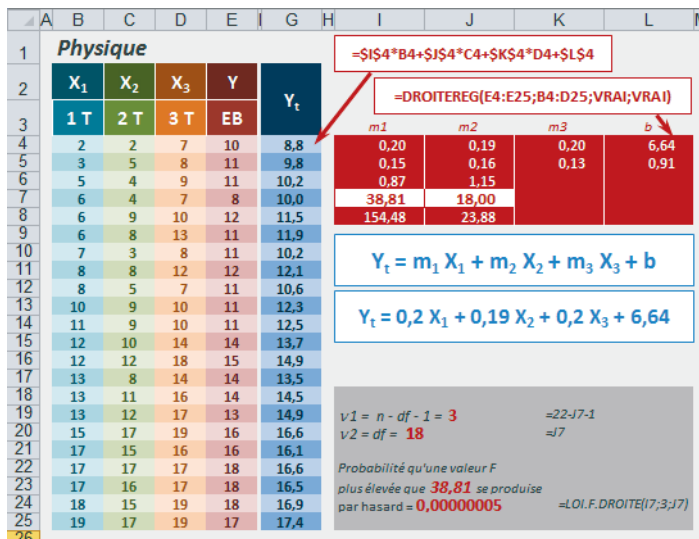 A B C D E I G H I J K L M
1 Physique =$I$4*B4+$J$4*C4+$K$4*D4+$L$4
2 X1 X2 X3 Y Yt =DROITEREG(E4:E25;B4:D25;VRAI;VRAI)
3 1 T 2 T 3 T EB m1 m2 m3 b
4 2 2 7 10 8,8 0,20 0,19 0,20 6,64
5 3 5 8 11 9,8 0,15 0,16 0,13 0,91
6 5 4 9 11 10,2 0,87 1,15
7 6 4 7 8 10,0 38,81 18,00
8 6 9 10 12 11,5 154,48 23,88
9 6 8 13 11 11,9
10 7 3 8 11 10,2
11 8 8 12 12 12,1 Yt = m1 X1 + m2 X2 + m3 X3 + b
12 8 5 7 11 10,6
13 10 9 10 11 12,3
14 11 9 10 11 12,5 Yt = 0,2 X1 + 0,19 X2 + 0,2 X3 + 6,64
15 12 10 14 14 13,7
16 12 12 18 15 14,9
17 13 8 14 14 13,5
18 13 11 16 14 14,5
19 13 12 17 13 14,9 v1 = n - df - 1 = 3 =22-J7-1
20 15 17 19 16 16,6 v2 = df = 18 =J7
21 17 15 16 16 16,1
22 17 17 17 18 16,6 Probabilité qu'une valeur F
23 17 16 17 18 16,5 plus élevée que 38,81 se produise
24 18 15 19 18 16,9 par hasard = 0,00000005 =LOI.F.DROITE(I7;3;J7)
25 19 17 19 17 17,4
26